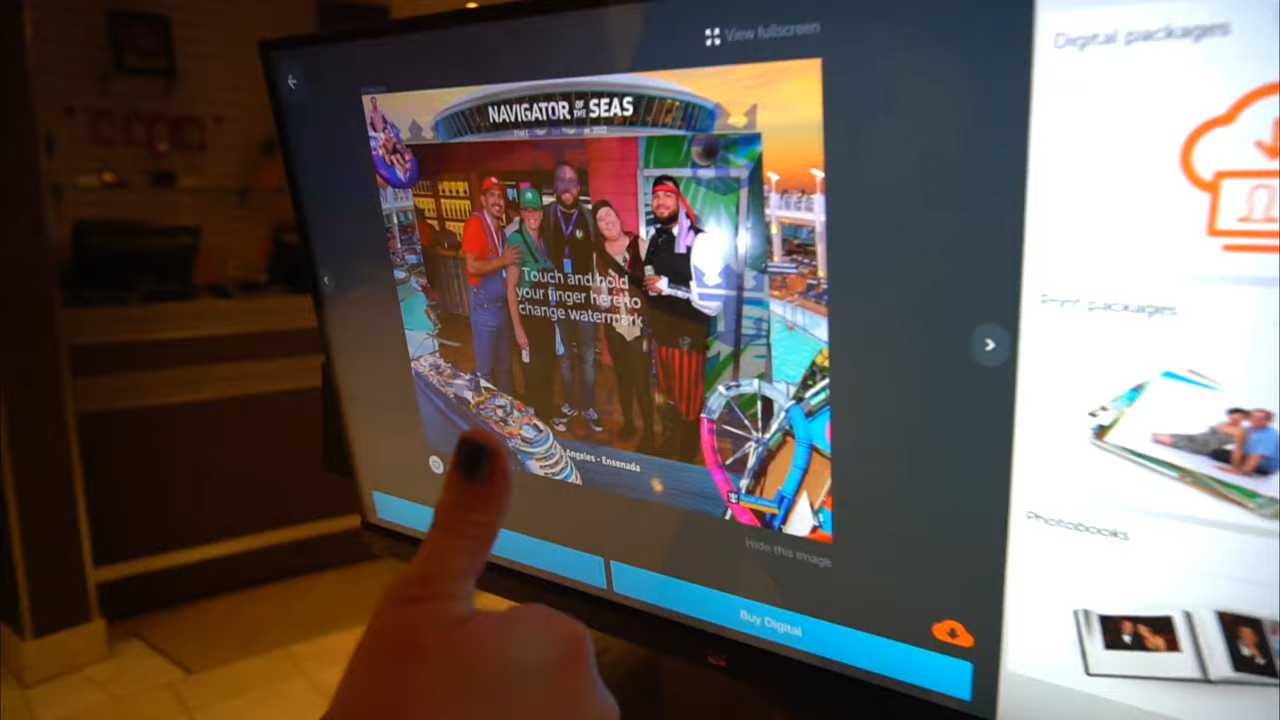 View fullscreen
Digital packages
NAVIGATOR OF THE SEAS
Touch and hold
your finger here to
change watermark
Print packages
Angeles - Ensenada
Photobooks
Hide this image
Buy Digital